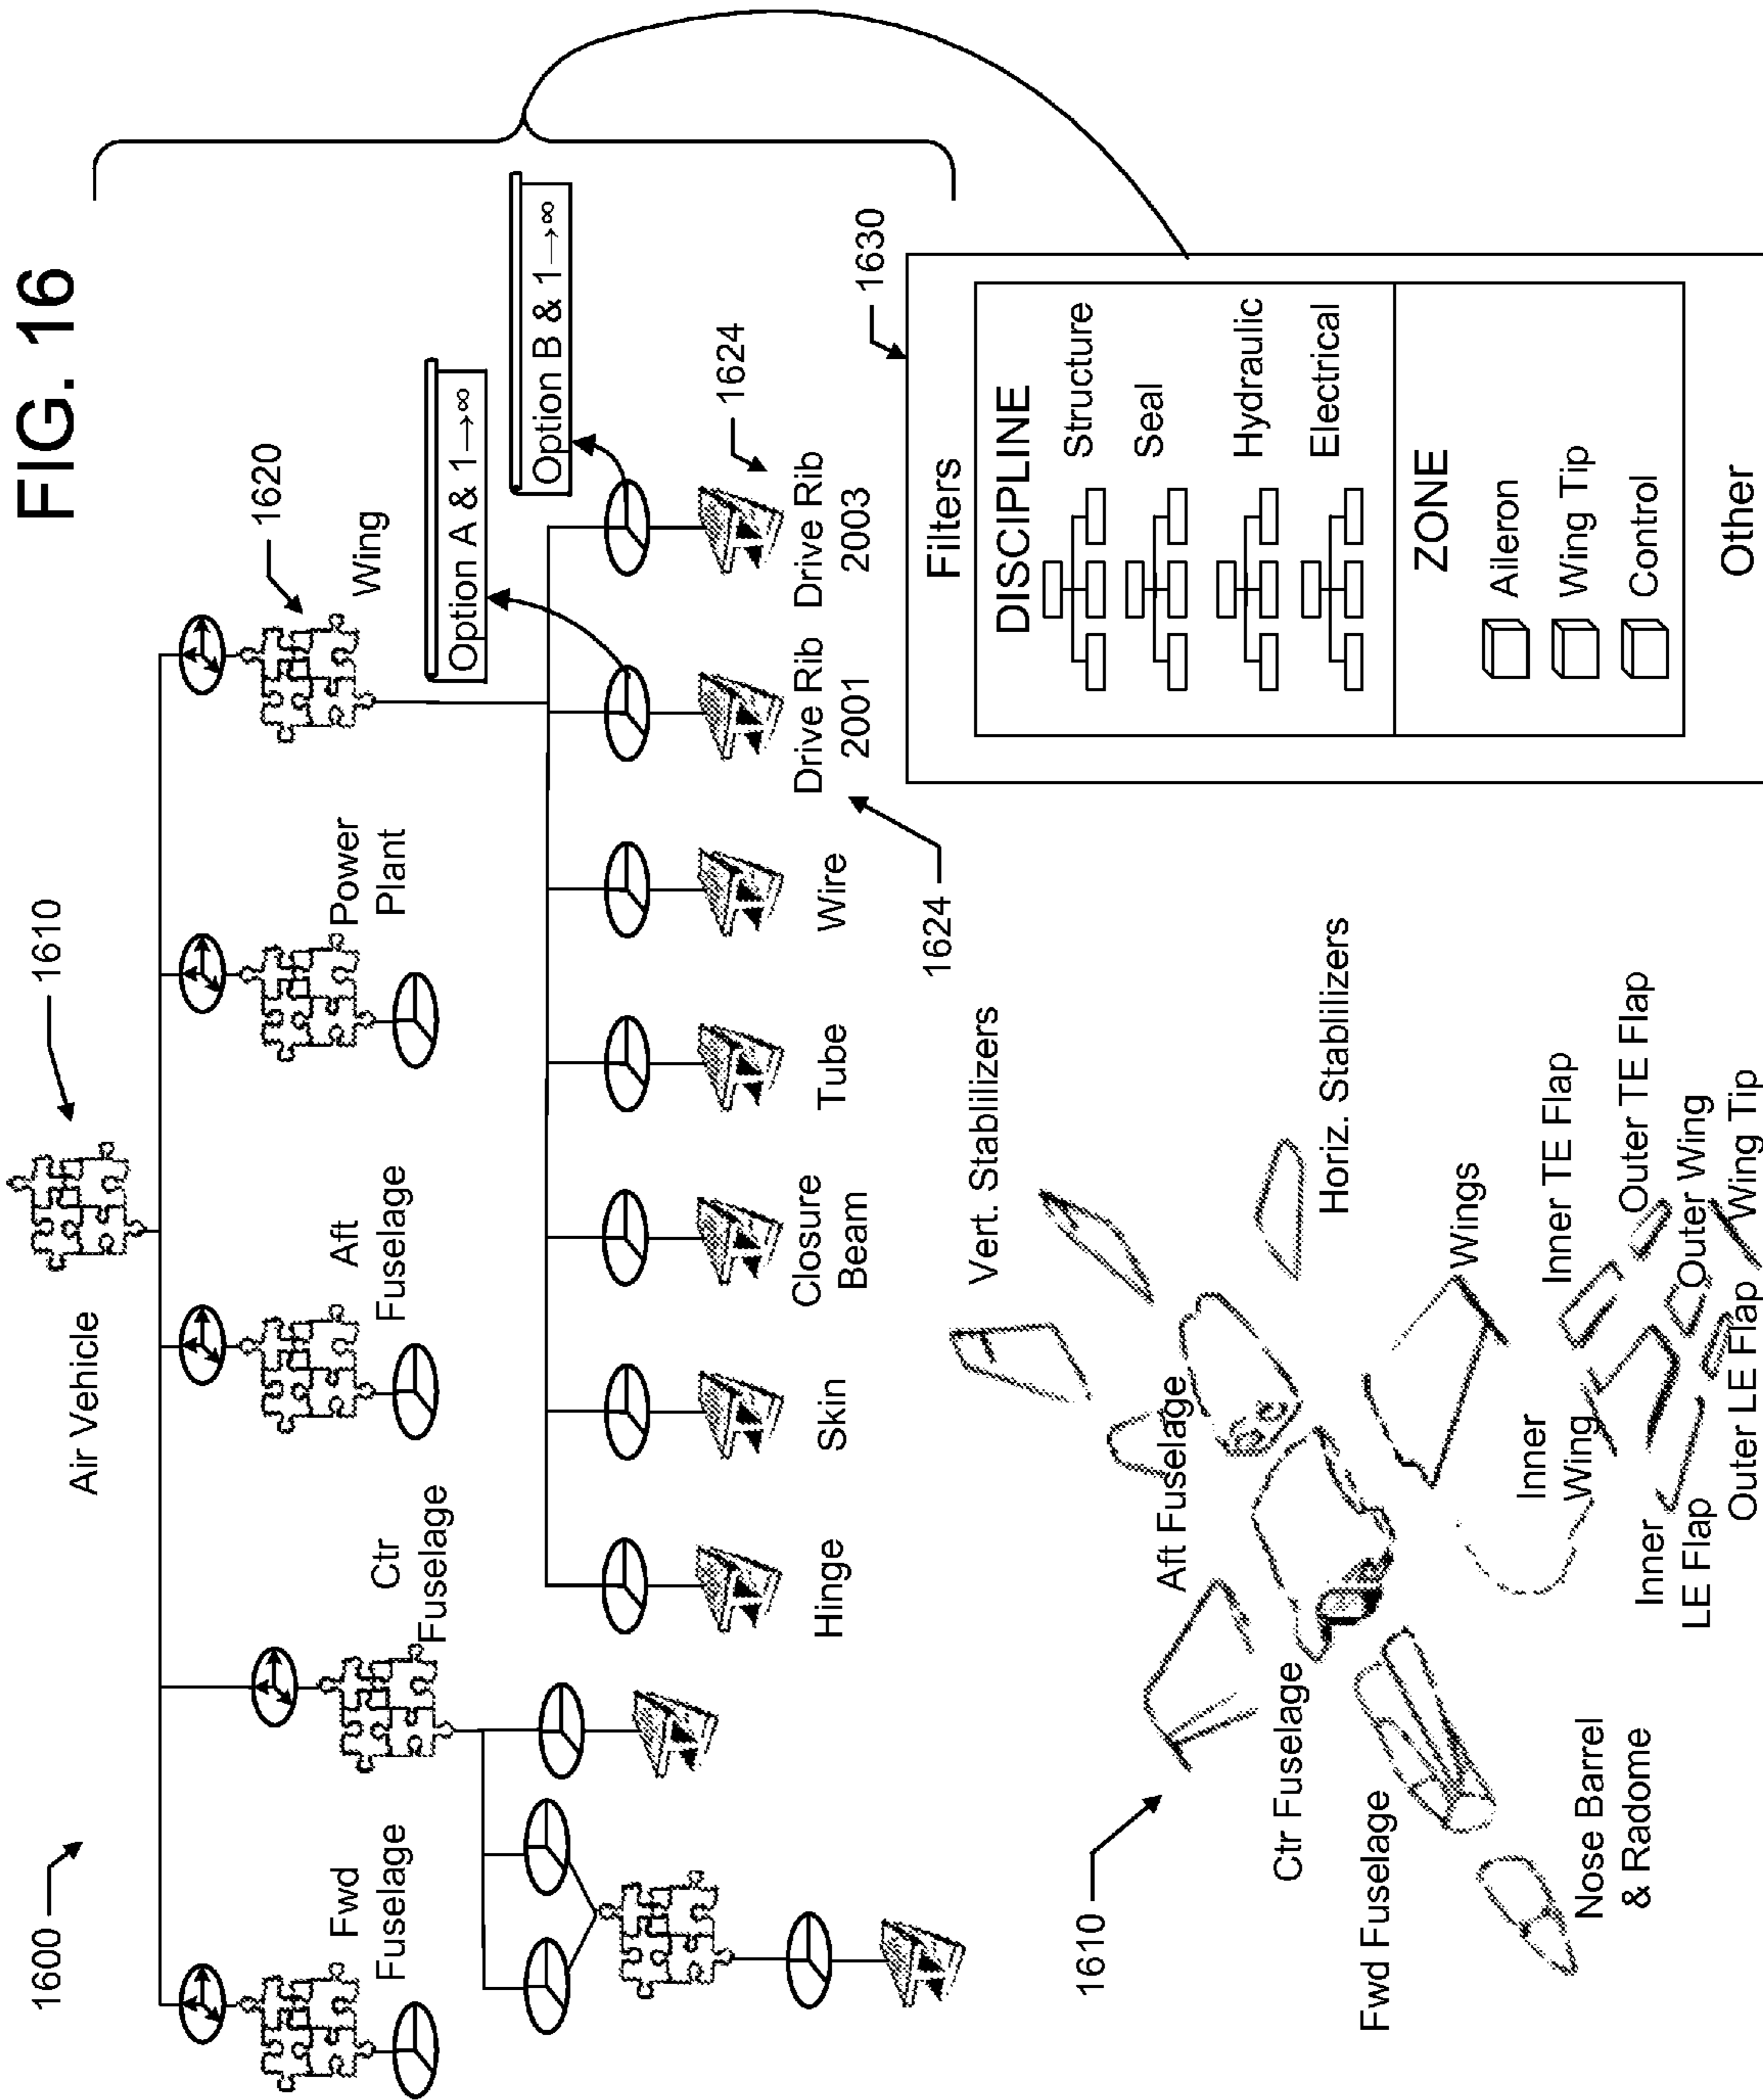 FIG. 16
1600
Air Vehicle
1610
Fwd
Fuselage
Ctr
Fuselage
Aft
Fuselage
Power
Plant
Wing
1620
Option A & 1→∞
Option B & 1→∞
Hinge
Skin
Closure
Beam
Tube
Wire
Drive Rib
2001
Drive Rib
2003
1624
1624
1610
Vert. Stablilizers
Horiz. Stablilizers
Aft Fuselage
Ctr Fuselage
Fwd Fuselage
Nose Barrel
& Radome
Wings
Inner
Wing
Inner TE Flap
Outer TE Flap
Outer Wing
Wing Tip
Inner
LE Flap
Outer LE Flap
1630
Filters
DISCIPLINE
Structure
Seal
Hydraulic
Electrical
ZONE
Aileron
Wing Tip
Control
Other